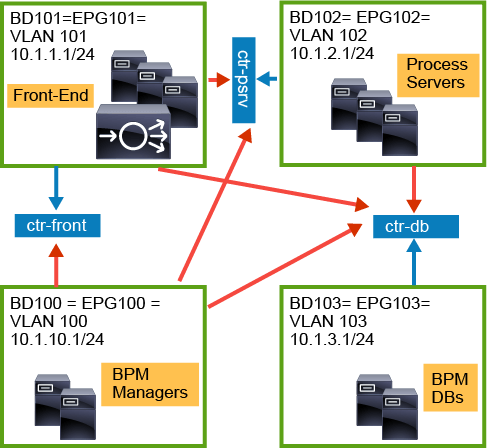 BD101=EPG101=
VLAN 101
10.1.1.1/24
Front-End
ctr-psrv
BD102= EPG102=
VLAN 102
10.1.2.1/24
Process
Servers
ctr-front
ctr-db
BD100 = EPG100 =
VLAN 100
10.1.10.1/24
BPM
Managers
BD103= EPG103=
VLAN 103
10.1.3.1/24
BPM
DBs